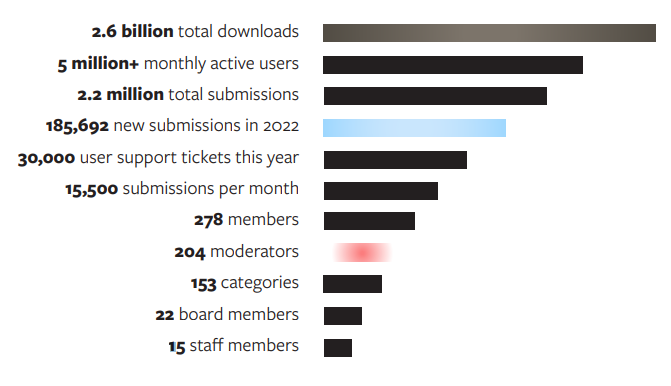 2.6 billion total downloads
5 million+ monthly active users
2.2 million total submissions
185,692 new submissions in 2022
30,000 user support tickets this year
15,500 submissions per month
278 members
204 moderators
153 categories
22 board members
15 staff members